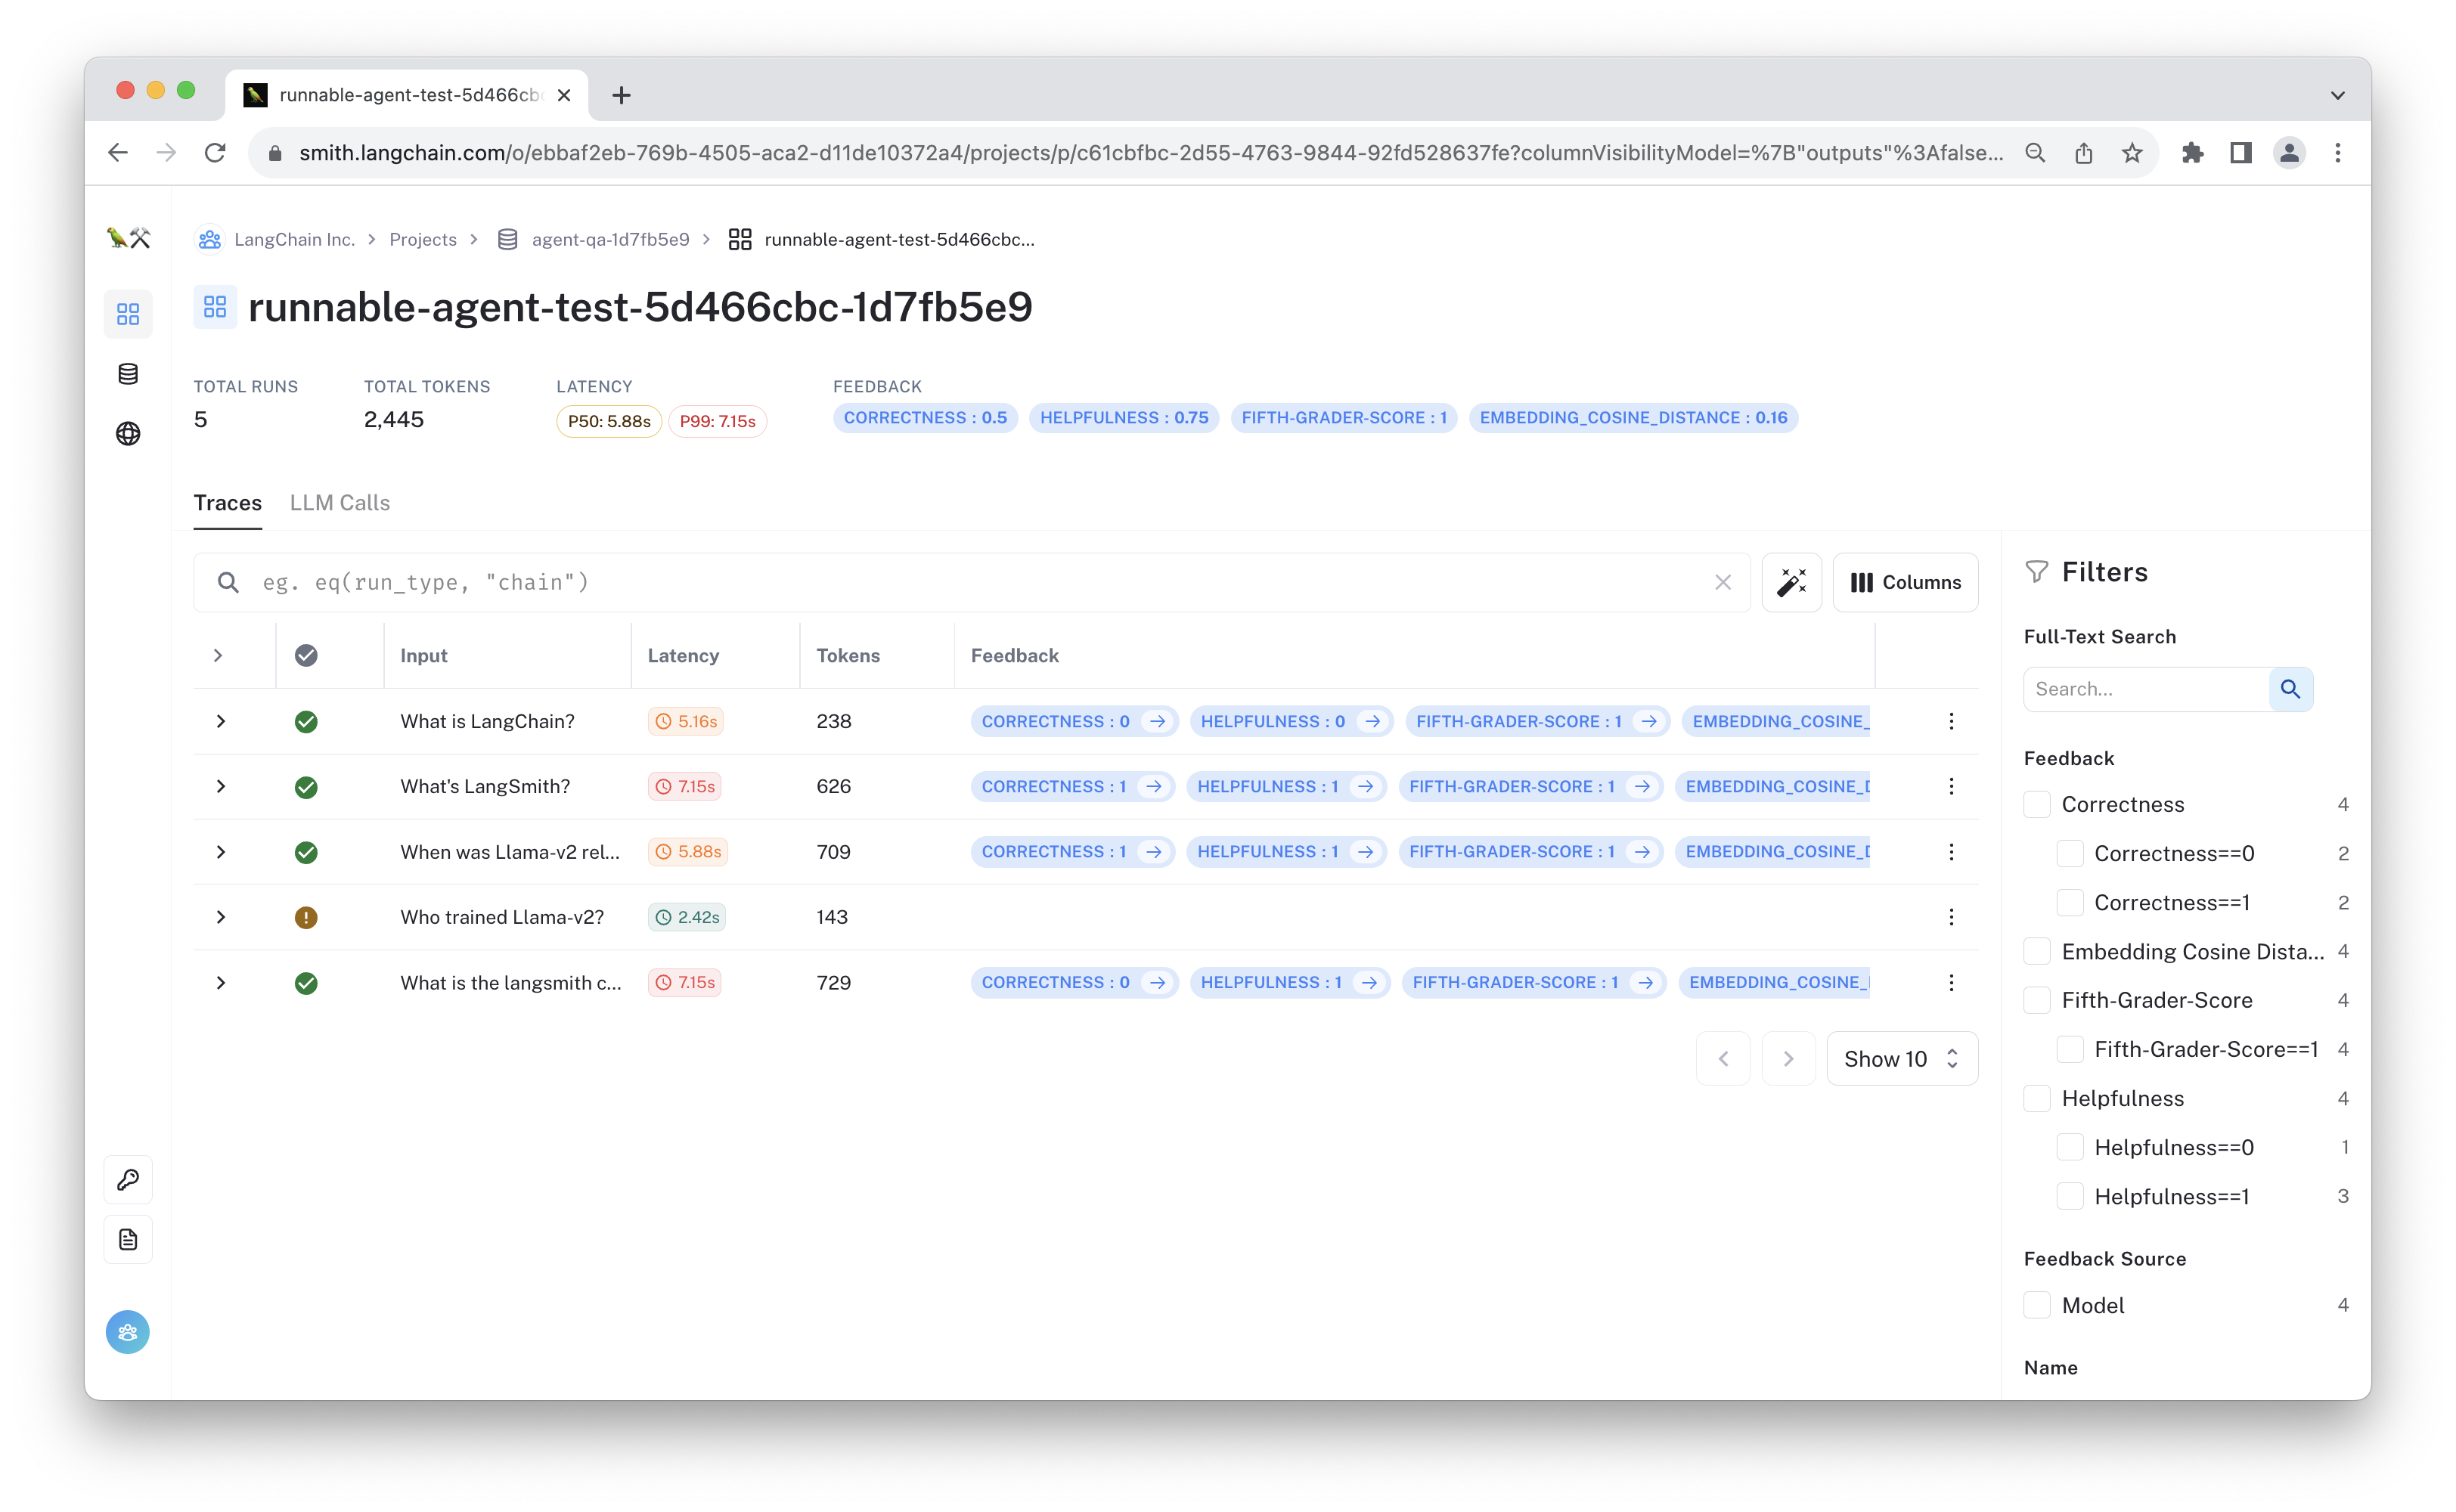 runnable-agent-test-5d466cbc
smith.langchain.com/o/ebbaf2eb-769b-4505-aca2-d11de10372a4/projects/p/c61cbfbc-2d55-4763-9844-92fd528637fe?columnVisibilityModel=%7B"outputs"%3Afalse...
LangChain Inc. > Projects > agent-qa-1d7fb5e9 > runnable-agent-test-5d466cbc...
runnable-agent-test-5d466cbc-1d7fb5e9
TOTAL RUNS TOTAL TOKENS LATENCY FEEDBACK
5 2,445 P50: 5.88s P99: 7.15s CORRECTNESS : 0.5 HELPFULNESS : 0.75 FIFTH-GRADER-SCORE : 1 EMBEDDING_COSINE_DISTANCE : 0.16
Traces LLM Calls
eg. eq(run_type, "chain") Columns
Input Latency Tokens Feedback
What is LangChain? 5.16s 238 CORRECTNESS : 0 → HELPFULNESS : 0 → FIFTH-GRADER-SCORE : 1 → EMBEDDING_COSINE_
What's LangSmith? 7.15s 626 CORRECTNESS : 1 → HELPFULNESS : 1 → FIFTH-GRADER-SCORE : 1 → EMBEDDING_COSINE_D
When was Llama-v2 rel... 5.88s 709 CORRECTNESS : 1 → HELPFULNESS : 1 → FIFTH-GRADER-SCORE : 1 → EMBEDDING_COSINE_D
Who trained Llama-v2? 2.42s 143
What is the langsmith c... 7.15s 729 CORRECTNESS : 0 → HELPFULNESS : 1 → FIFTH-GRADER-SCORE : 1 → EMBEDDING_COSINE_
Show 10
Filters
Full-Text Search
Search...
Feedback
Correctness 4
Correctness==0 2
Correctness==1 2
Embedding Cosine Dista... 4
Fifth-Grader-Score 4
Fifth-Grader-Score==1 4
Helpfulness 4
Helpfulness==0 1
Helpfulness==1 3
Feedback Source
Model 4
Name